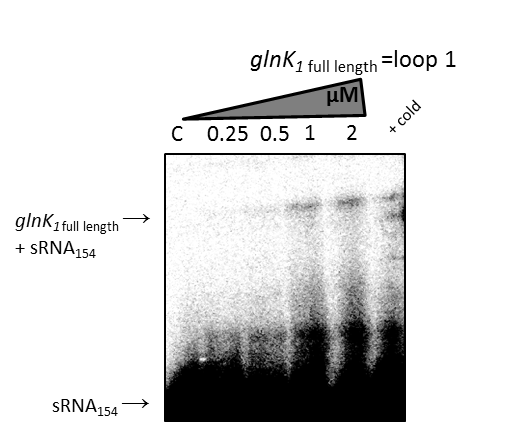 glnK1 full length =loop 1
µM
C 0.25 0.5 1 2 + cold
glnK1 full length
+ sRNA154
sRNA154